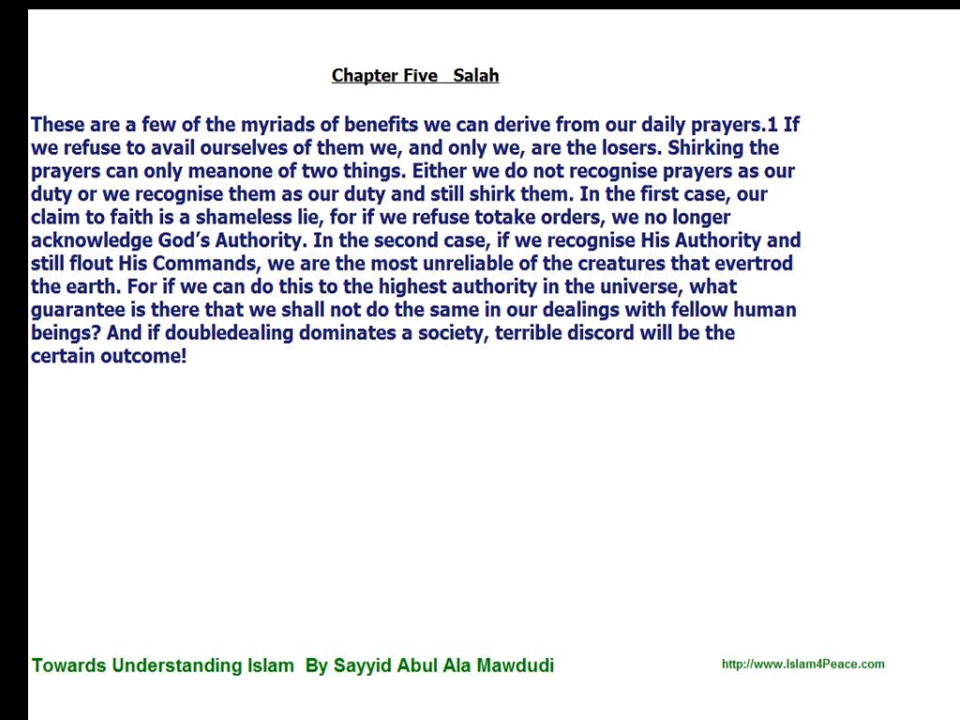 Chapter Five   Salah
These are a few of the myriads of benefits we can derive from our daily prayers.1 If
we refuse to avail ourselves of them we, and only we, are the losers. Shirking the
prayers can only meanone of two things. Either we do not recognise prayers as our
duty or we recognise them as our duty and still shirk them. In the first case, our
claim to faith is a shameless lie, for if we refuse totake orders, we no longer
acknowledge God’s Authority. In the second case, if we recognise His Authority and
still flout His Commands, we are the most unreliable of the creatures that evertrod
the earth. For if we can do this to the highest authority in the universe, what
guarantee is there that we shall not do the same in our dealings with fellow human
beings? And if doubledealing dominates a society, terrible discord will be the
certain outcome!
Towards Understanding Islam  By Sayyid Abul Ala Mawdudi
http://www.Islam4Peace.com